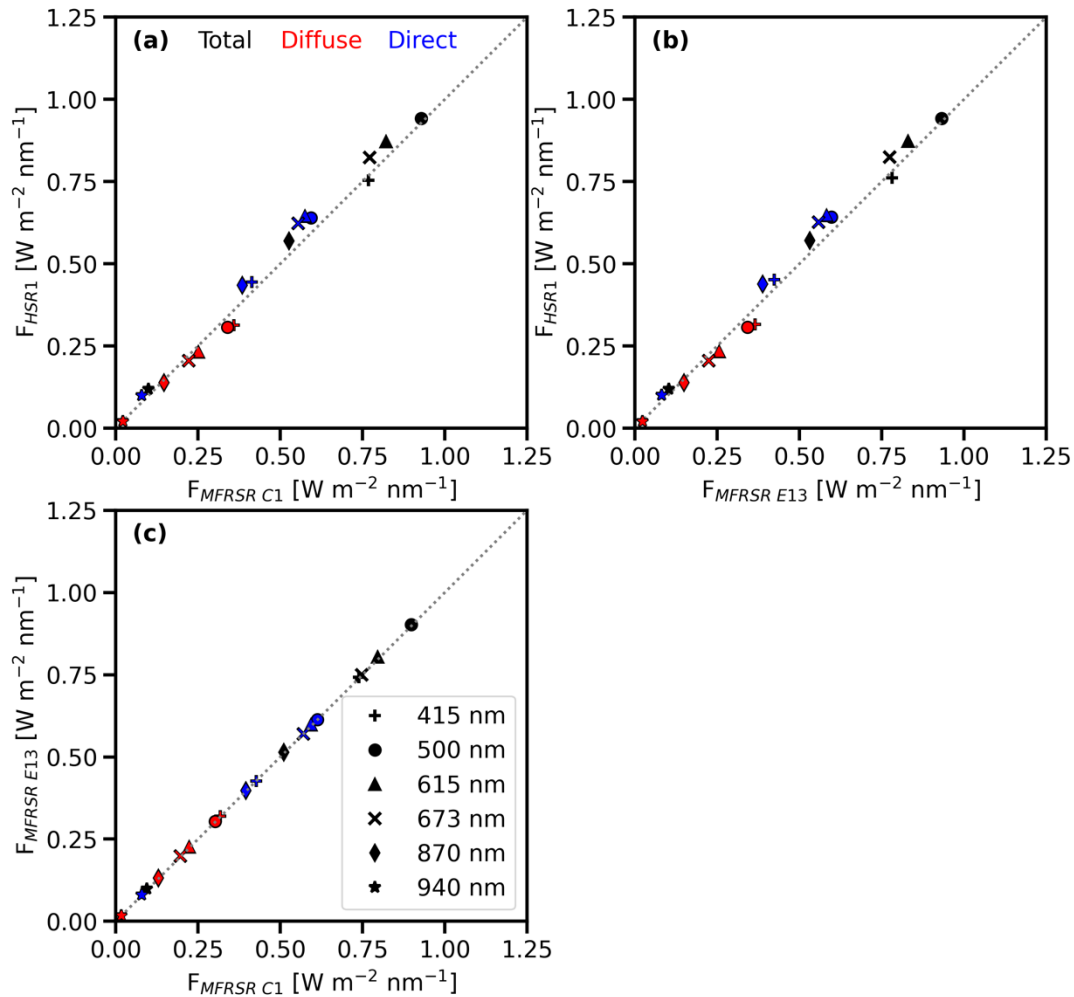 (a) Total Diffuse Direct
1.25
1.00
0.75
0.50
0.25
0.00
F_HSR1 [W m⁻² nm⁻¹]
0.00 0.25 0.50 0.75 1.00 1.25
F_MFRSR C1 [W m⁻² nm⁻¹]
(b)
1.25
1.00
0.75
0.50
0.25
0.00
F_HSR1 [W m⁻² nm⁻¹]
0.00 0.25 0.50 0.75 1.00 1.25
F_MFRSR E13 [W m⁻² nm⁻¹]
(c)
1.25
1.00
0.75
0.50
0.25
0.00
F_MFRSR E13 [W m⁻² nm⁻¹]
415 nm
500 nm
615 nm
673 nm
870 nm
940 nm
0.00 0.25 0.50 0.75 1.00 1.25
F_MFRSR C1 [W m⁻² nm⁻¹]